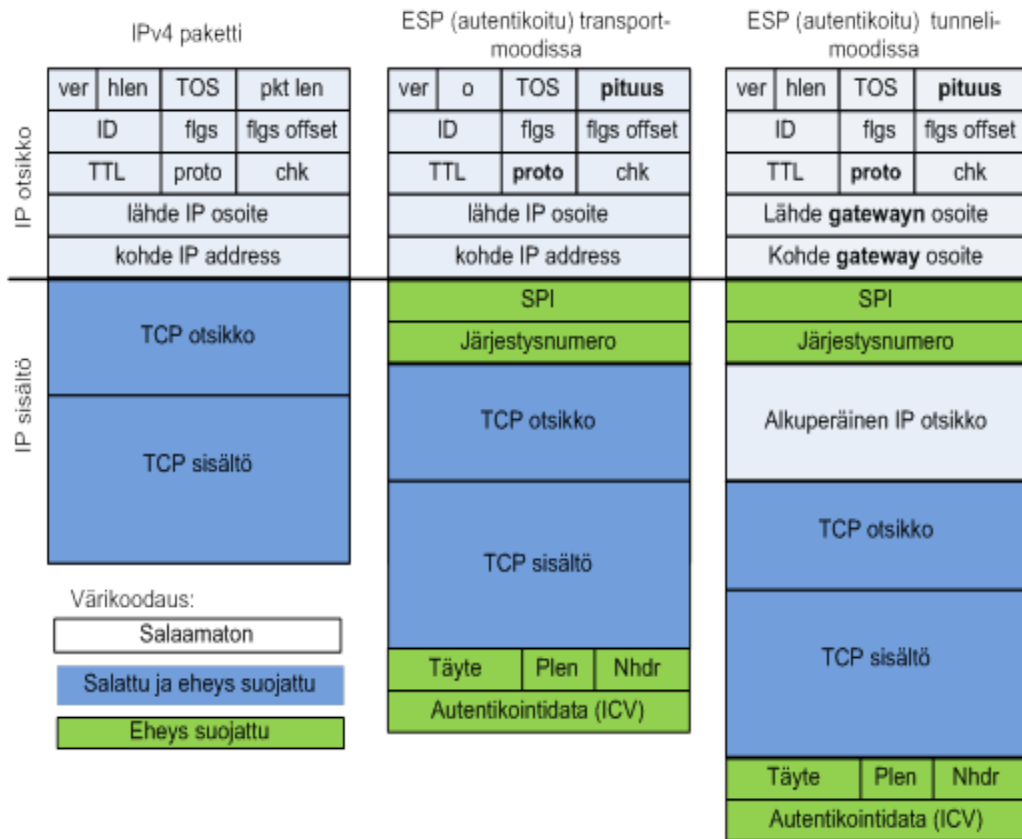 IPv4 paketti
ver hlen TOS pkt len
ID flgs flgs offset
TTL proto chk
lähde IP osoite
kohde IP address
TCP otsikko
TCP sisältö
ESP (autentikoitu) transport-
moodissa
ver o TOS pituus
ID flgs flgs offset
TTL proto chk
lähde IP osoite
kohde IP address
SPI
Järjestysnumero
TCP otsikko
TCP sisältö
Täyte Plen Nhdr
Autentikointidata (ICV)
ESP (autentikoitu) tunneli-
moodissa
ver hlen TOS pituus
ID flgs flgs offset
TTL proto chk
Lähde gatewayn osoite
Kohde gateway osoite
SPI
Järjestysnumero
Alkuperäinen IP otsikko
TCP otsikko
TCP sisältö
Täyte Plen Nhdr
Autentikointidata (ICV)
IP otsikko
IP sisältö
Värikoodaus:
Salaamaton
Salattu ja eheys suojattu
Eheys suojattu